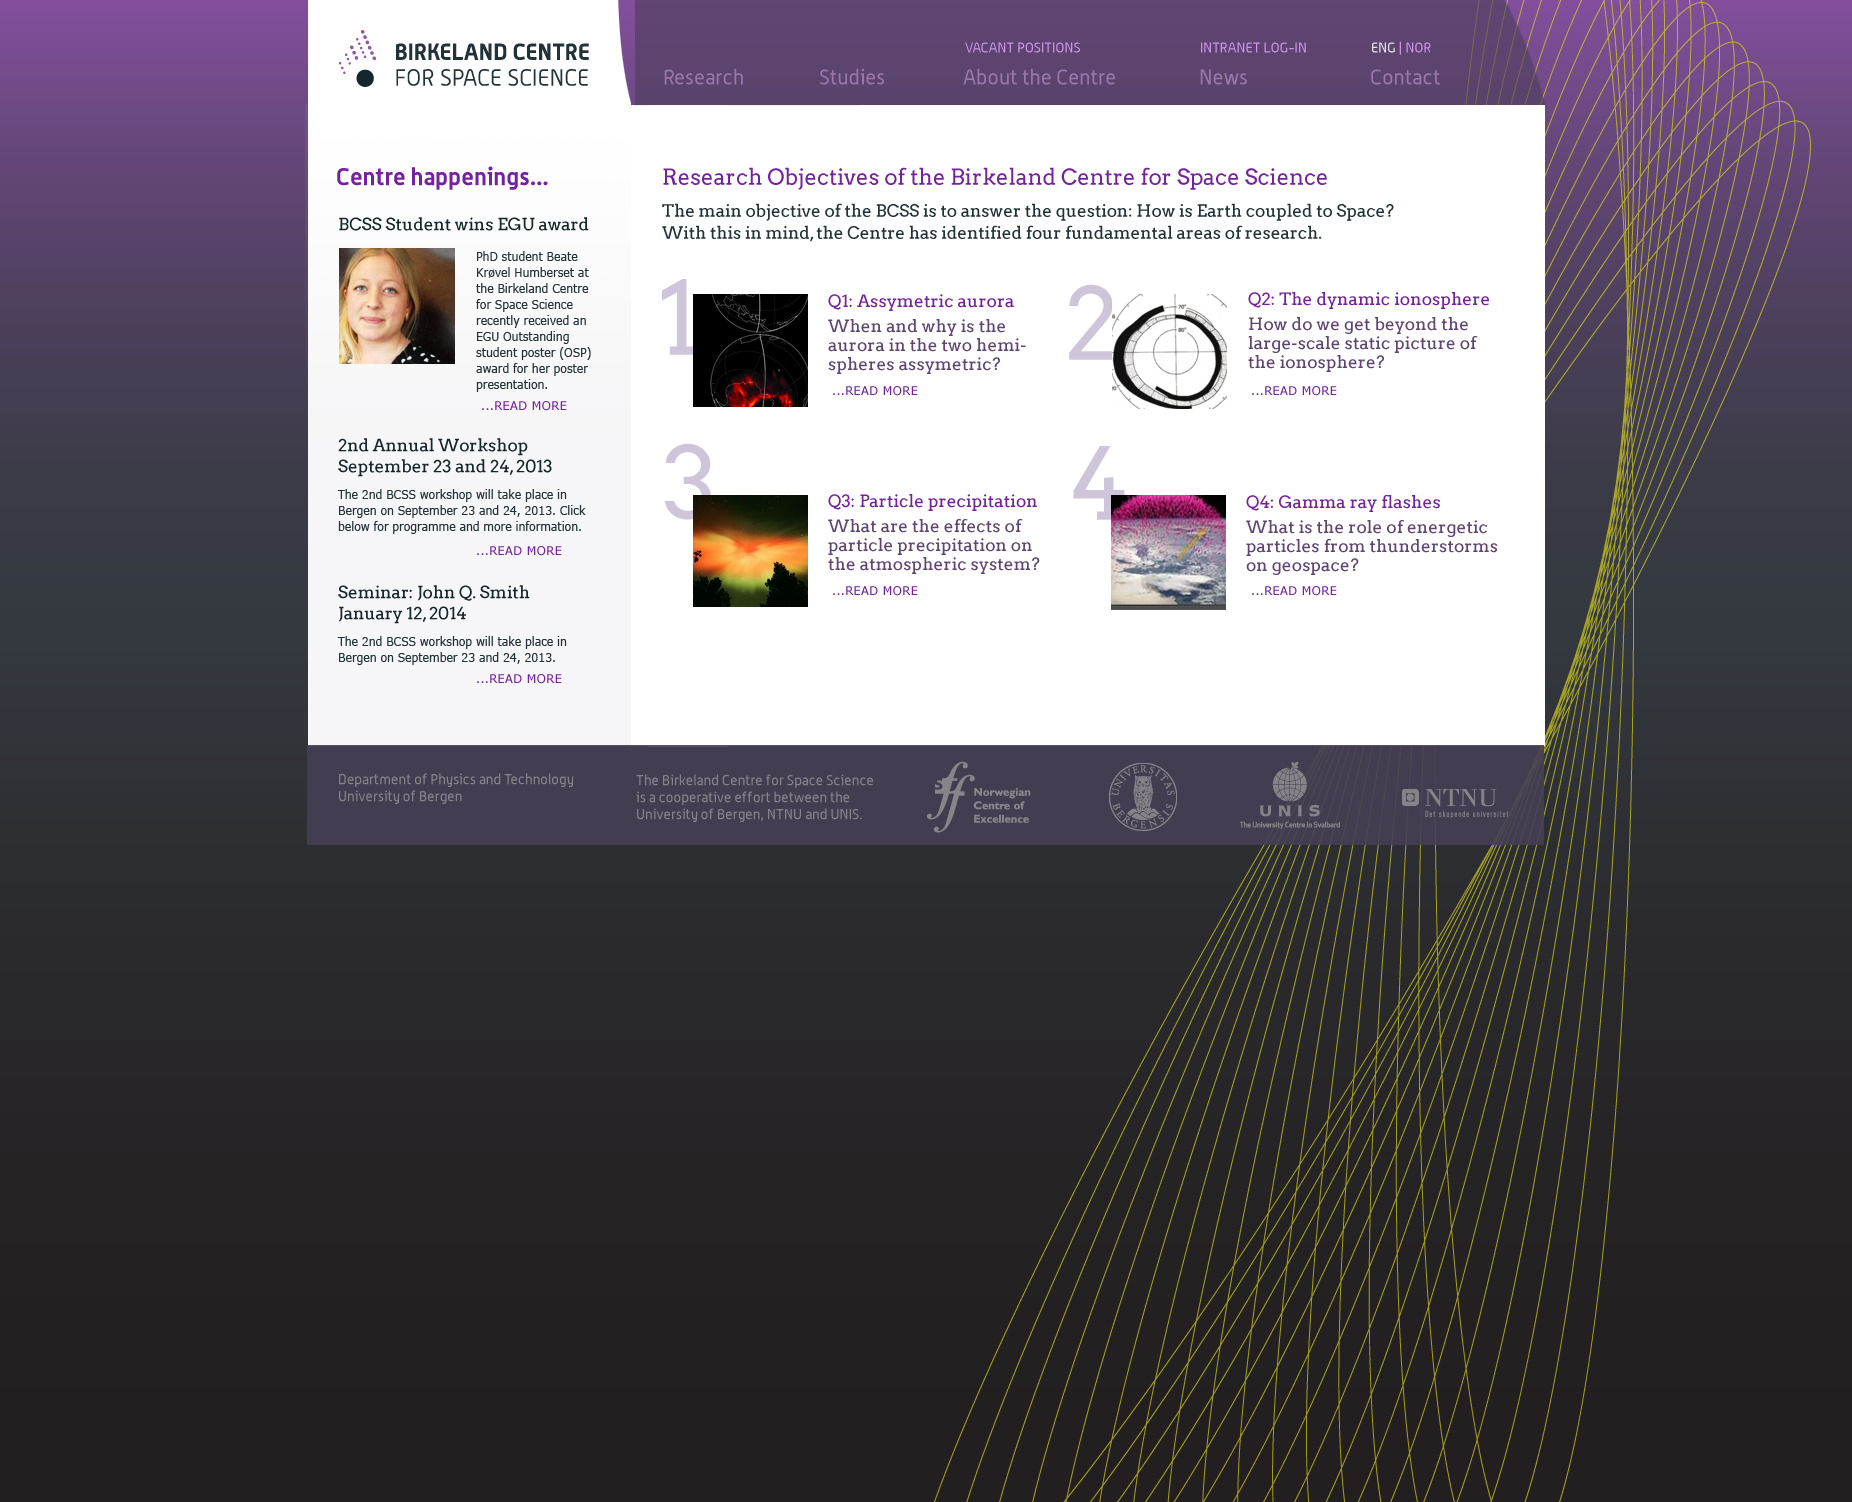 BIRKELAND CENTRE
FOR SPACE SCIENCE
VACANT POSITIONS
INTRANET LOG-IN
ENG | NOR
Research
Studies
About the Centre
News
Contact
Centre happenings...
BCSS Student wins EGU award
PhD student Beate
Krøvel Humberset at
the Birkeland Centre
for Space Science
recently received an
EGU Outstanding
student poster (OSP)
award for her poster
presentation.
...READ MORE
2nd Annual Workshop
September 23 and 24, 2013
The 2nd BCSS workshop will take place in
Bergen on September 23 and 24, 2013. Click
below for programme and more information.
...READ MORE
Seminar: John Q. Smith
January 12, 2014
The 2nd BCSS workshop will take place in
Bergen on September 23 and 24, 2013.
...READ MORE
Research Objectives of the Birkeland Centre for Space Science
The main objective of the BCSS is to answer the question: How is Earth coupled to Space?
With this in mind, the Centre has identified four fundamental areas of research.
1
Q1: Assymetric aurora
When and why is the
aurora in the two hemi-
spheres assymetric?
...READ MORE
2
70°
80°
Q2: The dynamic ionosphere
How do we get beyond the
large-scale static picture of
the ionosphere?
...READ MORE
3
Q3: Particle precipitation
What are the effects of
particle precipitation on
the atmospheric system?
...READ MORE
4
Q4: Gamma ray flashes
What is the role of energetic
particles from thunderstorms
on geospace?
...READ MORE
Department of Physics and Technology
University of Bergen
The Birkeland Centre for Space Science
is a cooperative effort between the
University of Bergen, NTNU and UNIS.
Norwegian
Centre of
Excellence
UNIVERSITAS
BERGENSIS
UNIS
The University Centre in Svalbard
NTNU
Det skapende universitet